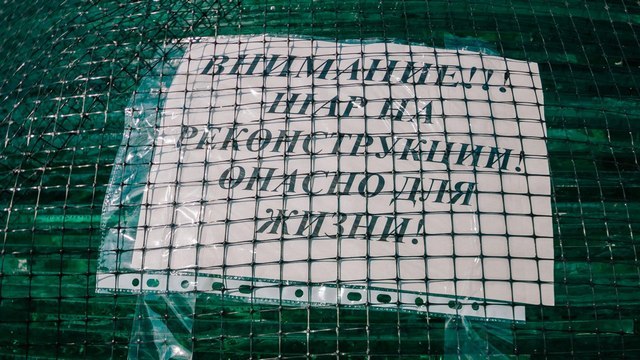 ВНИМАНИЕ!!!
ШАР НА
РЕКОНСТРУКЦИИ!
ОПАСНО ДЛЯ
ЖИЗНИ!